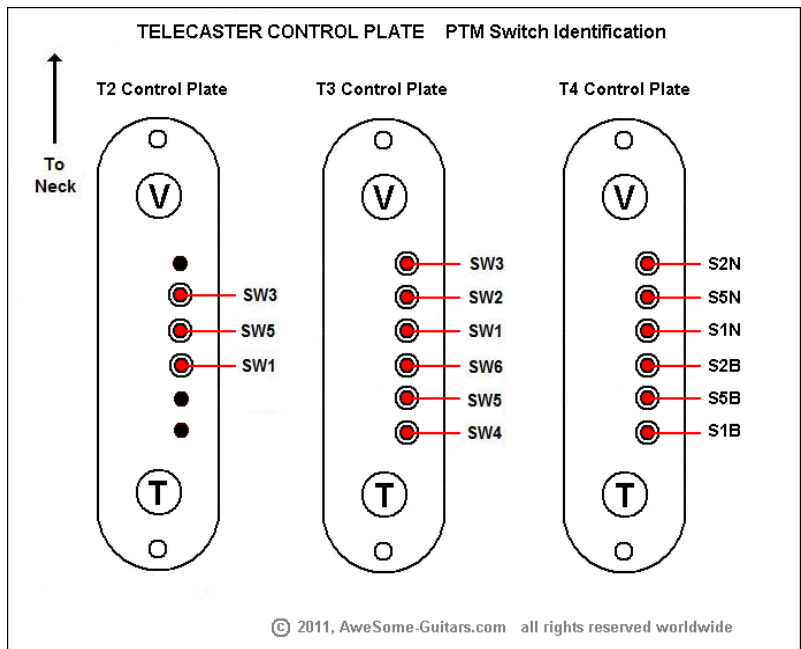 TELECASTER CONTROL PLATE PTM Switch Identification
To
Neck
T2 Control Plate
V
SW3
SW5
SW1
T
T3 Control Plate
V
SW3
SW2
SW1
SW6
SW5
SW4
T
T4 Control Plate
V
S2N
S5N
S1N
S2B
S5B
S1B
T
© 2011, AweSome-Guitars.com all rights reserved worldwide